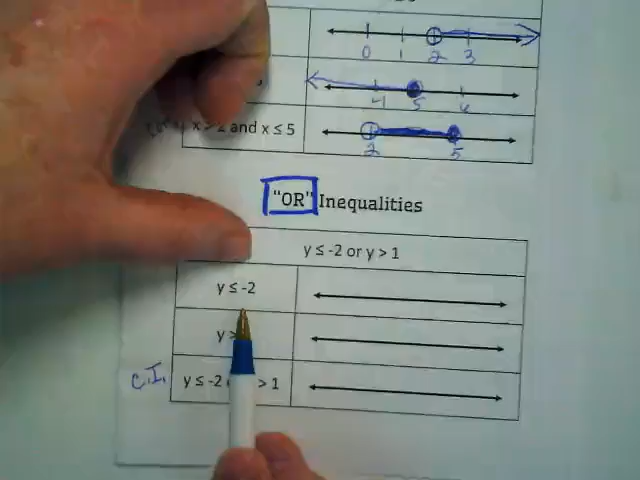 0 1 2 3
4 5 6
x > 2 and x ≤ 5
2 5
"OR" Inequalities
y ≤ -2 or y > 1
y ≤ -2
y >
C.I. y ≤ -2 > 1